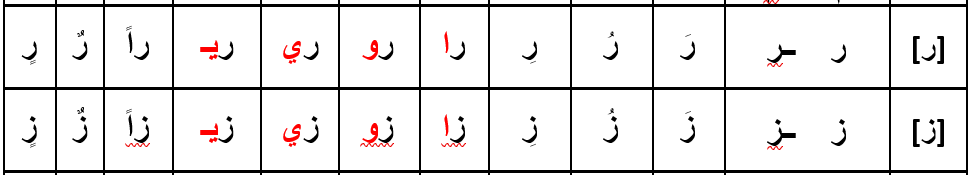 [ر] ر ـر رَ رُ رِ را رو ري ريـ راً رٌ رٍ
[ز] ز ـز زَ زُ زِ زا زو زي زيـ زاً زٌ زٍ